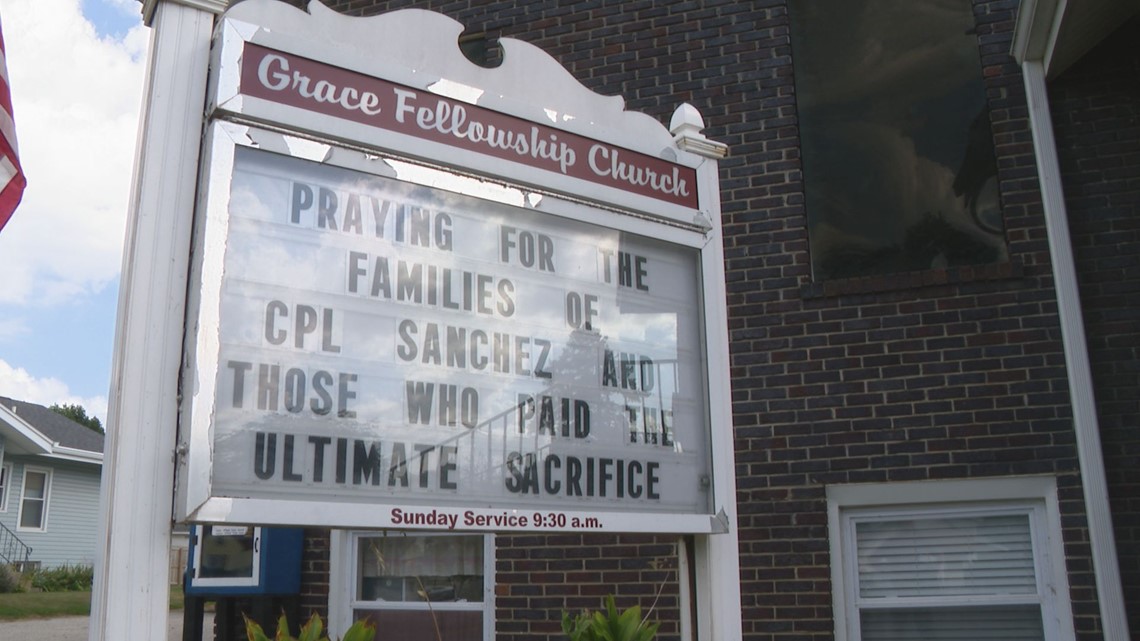 Grace Fellowship Church
PRAYING FOR THE
FAMILIES OF
CPL SANCHEZ AND
THOSE WHO PAID THE
ULTIMATE SACRIFICE
Sunday Service 9:30 a.m.